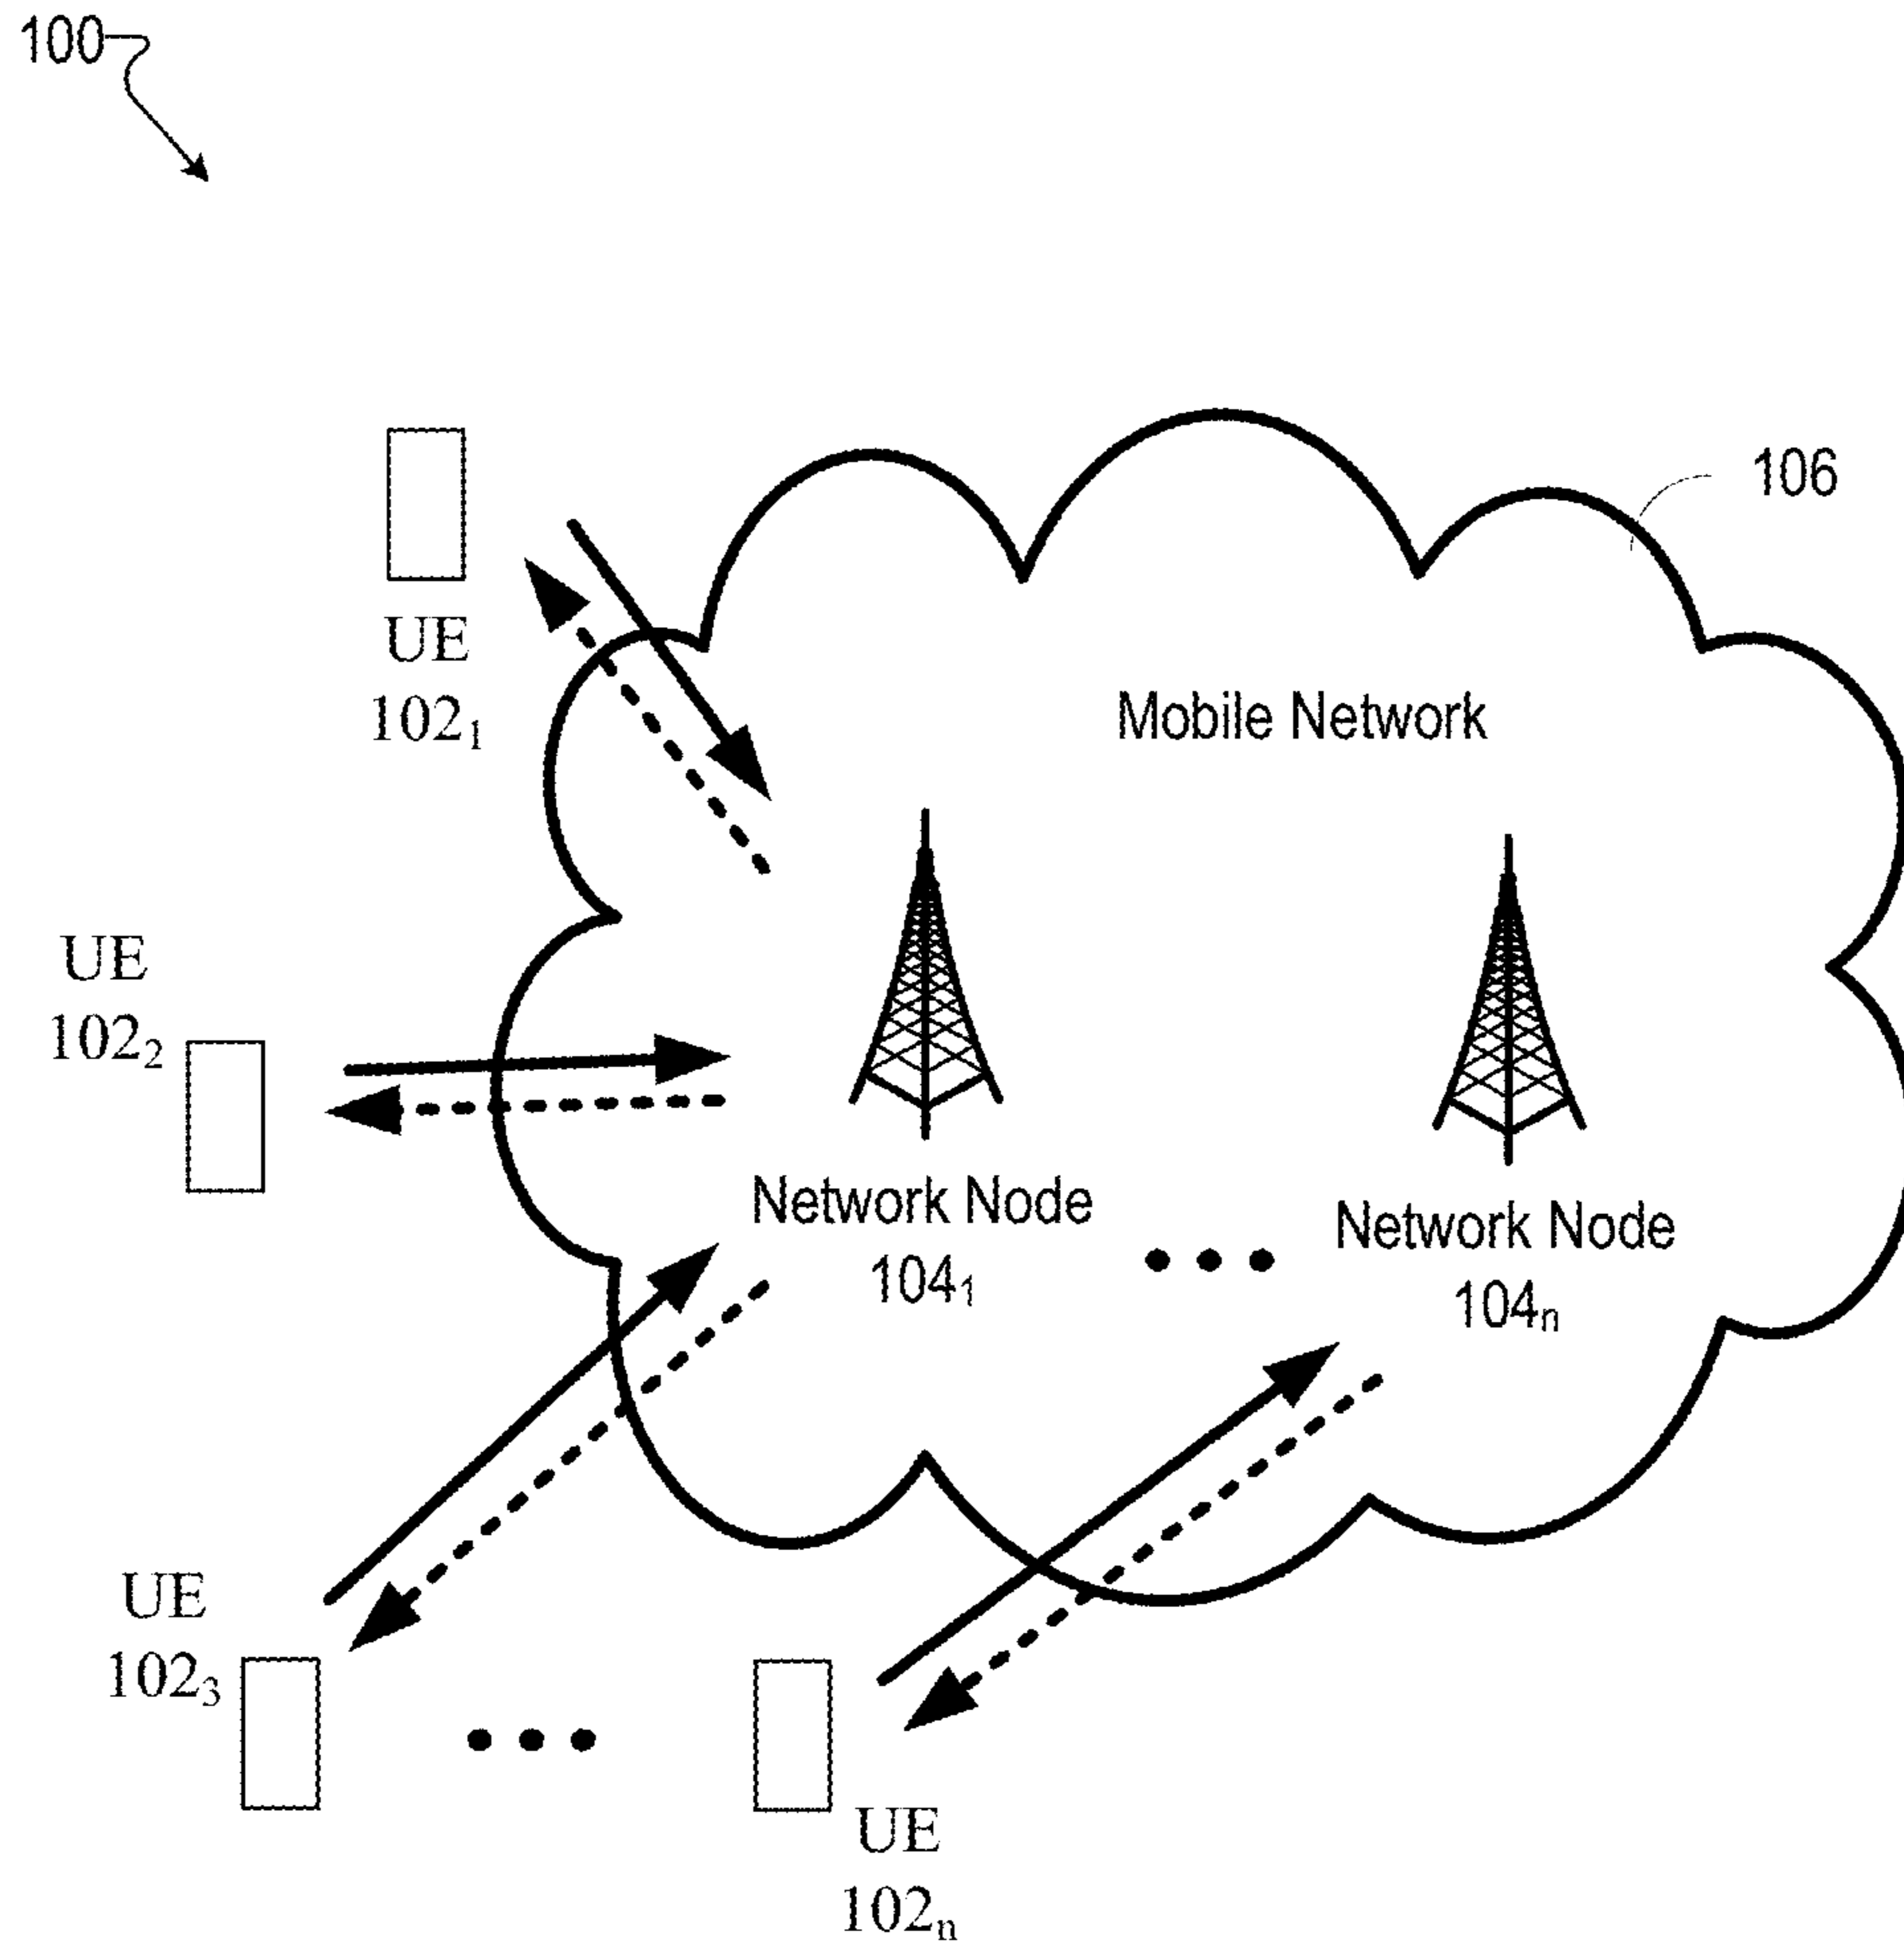 100
106
UE
102₁
Mobile Network
UE
102₂
Network Node
104₁
Network Node
104ₙ
UE
102₃
UE
102ₙ